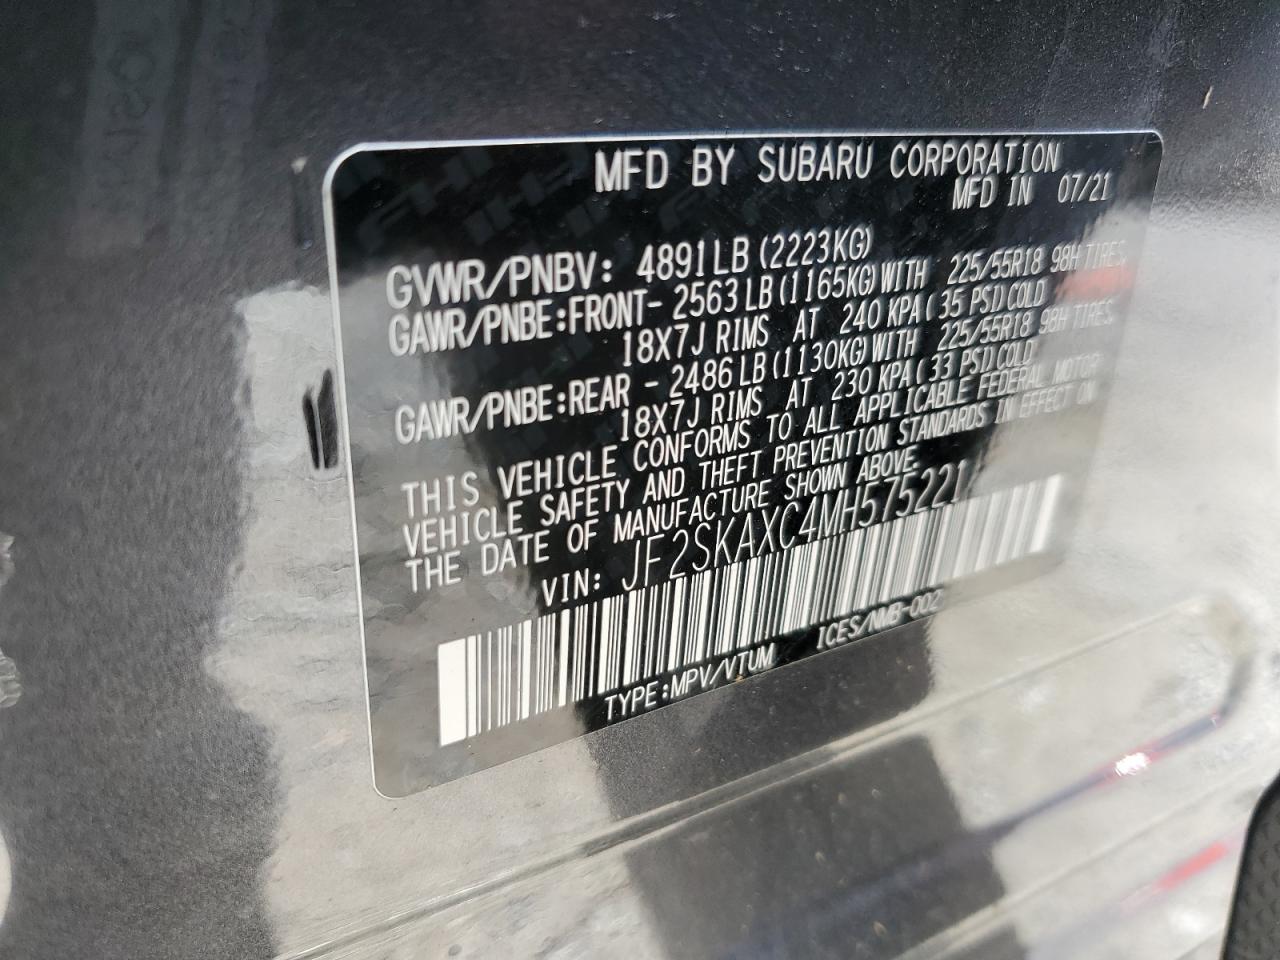 MFD BY SUBARU CORPORATION
MFD IN 07/21
GVWR/PNBV: 4891LB(2223KG)
GAWR/PNBE:FRONT- 2563LB(1165KG)WITH 225/55R18 98H TIRES,
18X7J RIMS AT 240 KPA(35 PSI)COLD
GAWR/PNBE:REAR - 2486LB(1130KG)WITH 225/55R18 98H TIRES,
18X7J RIMS AT 230 KPA(33 PSI)COLD
THIS VEHICLE CONFORMS TO ALL APPLICABLE FEDERAL MOTOR
VEHICLE SAFETY AND THEFT PREVENTION STANDARDS IN EFFECT ON
THE DATE OF MANUFACTURE SHOWN ABOVE.
VIN: JF2SKAXC4MH575221
TYPE:MPV/VTUM ICES/NMB-002